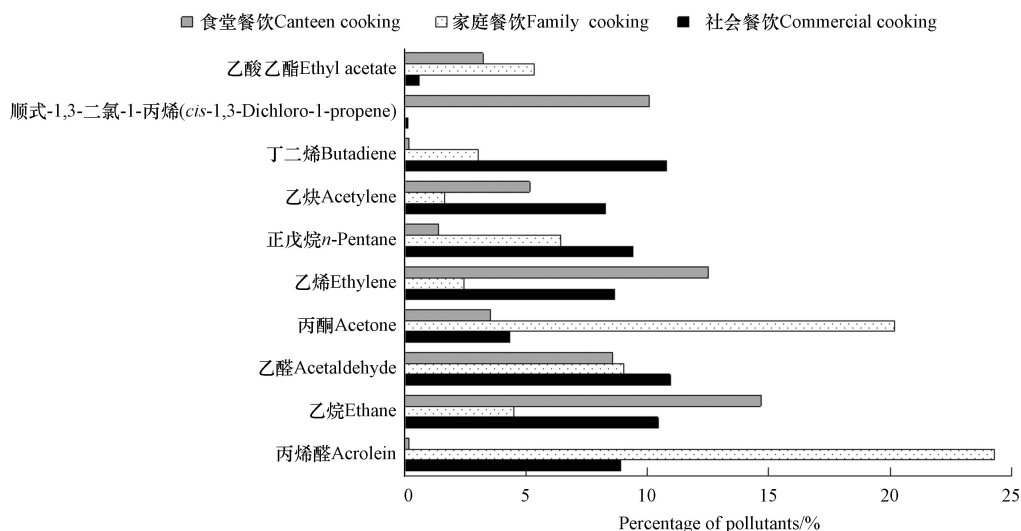 食堂餐饮Canteen cooking 家庭餐饮Family cooking 社会餐饮Commercial cooking
乙酸乙酯Ethyl acetate
顺式-1,3-二氯-1-丙烯(cis-1,3-Dichloro-1-propene)
丁二烯Butadiene
乙炔Acetylene
正戊烷n-Pentane
乙烯Ethylene
丙酮Acetone
乙醛Acetaldehyde
乙烷Ethane
丙烯醛Acrolein
0 5 10 15 20 25
Percentage of pollutants/%